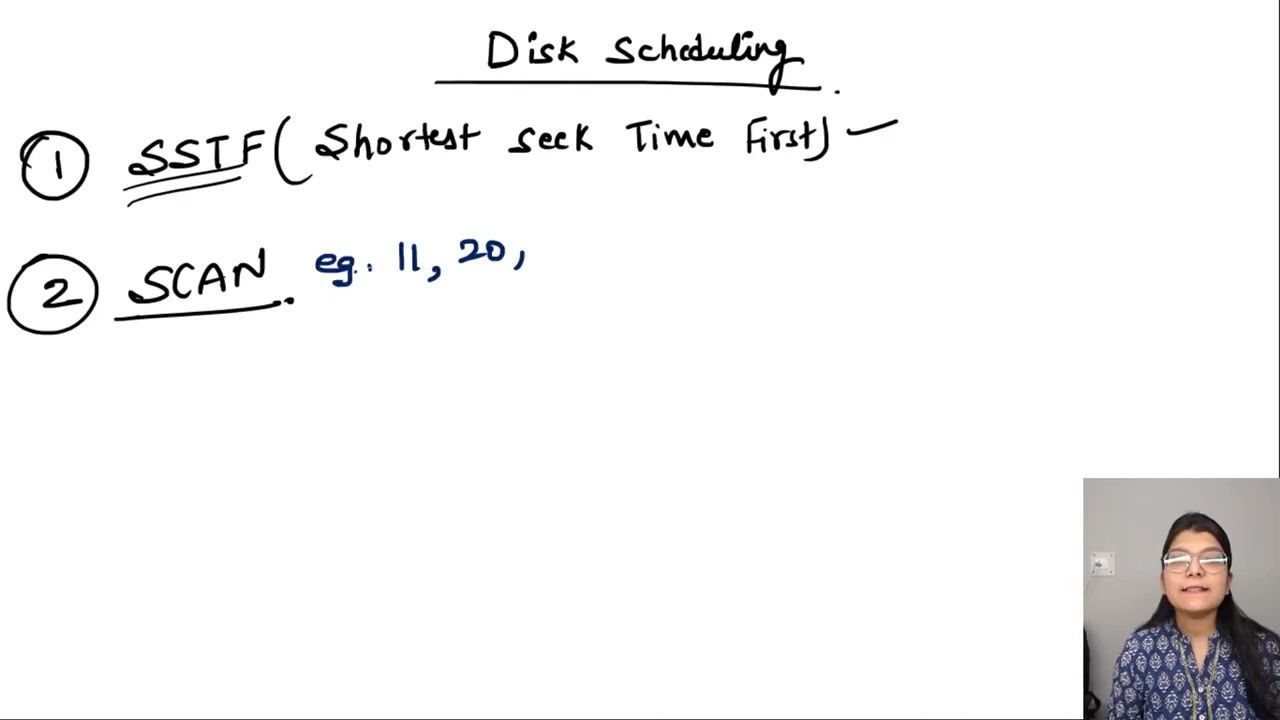 Disk Scheduling.
① SSTF (Shortest Seek Time First)
② SCAN. eg. 11, 20,